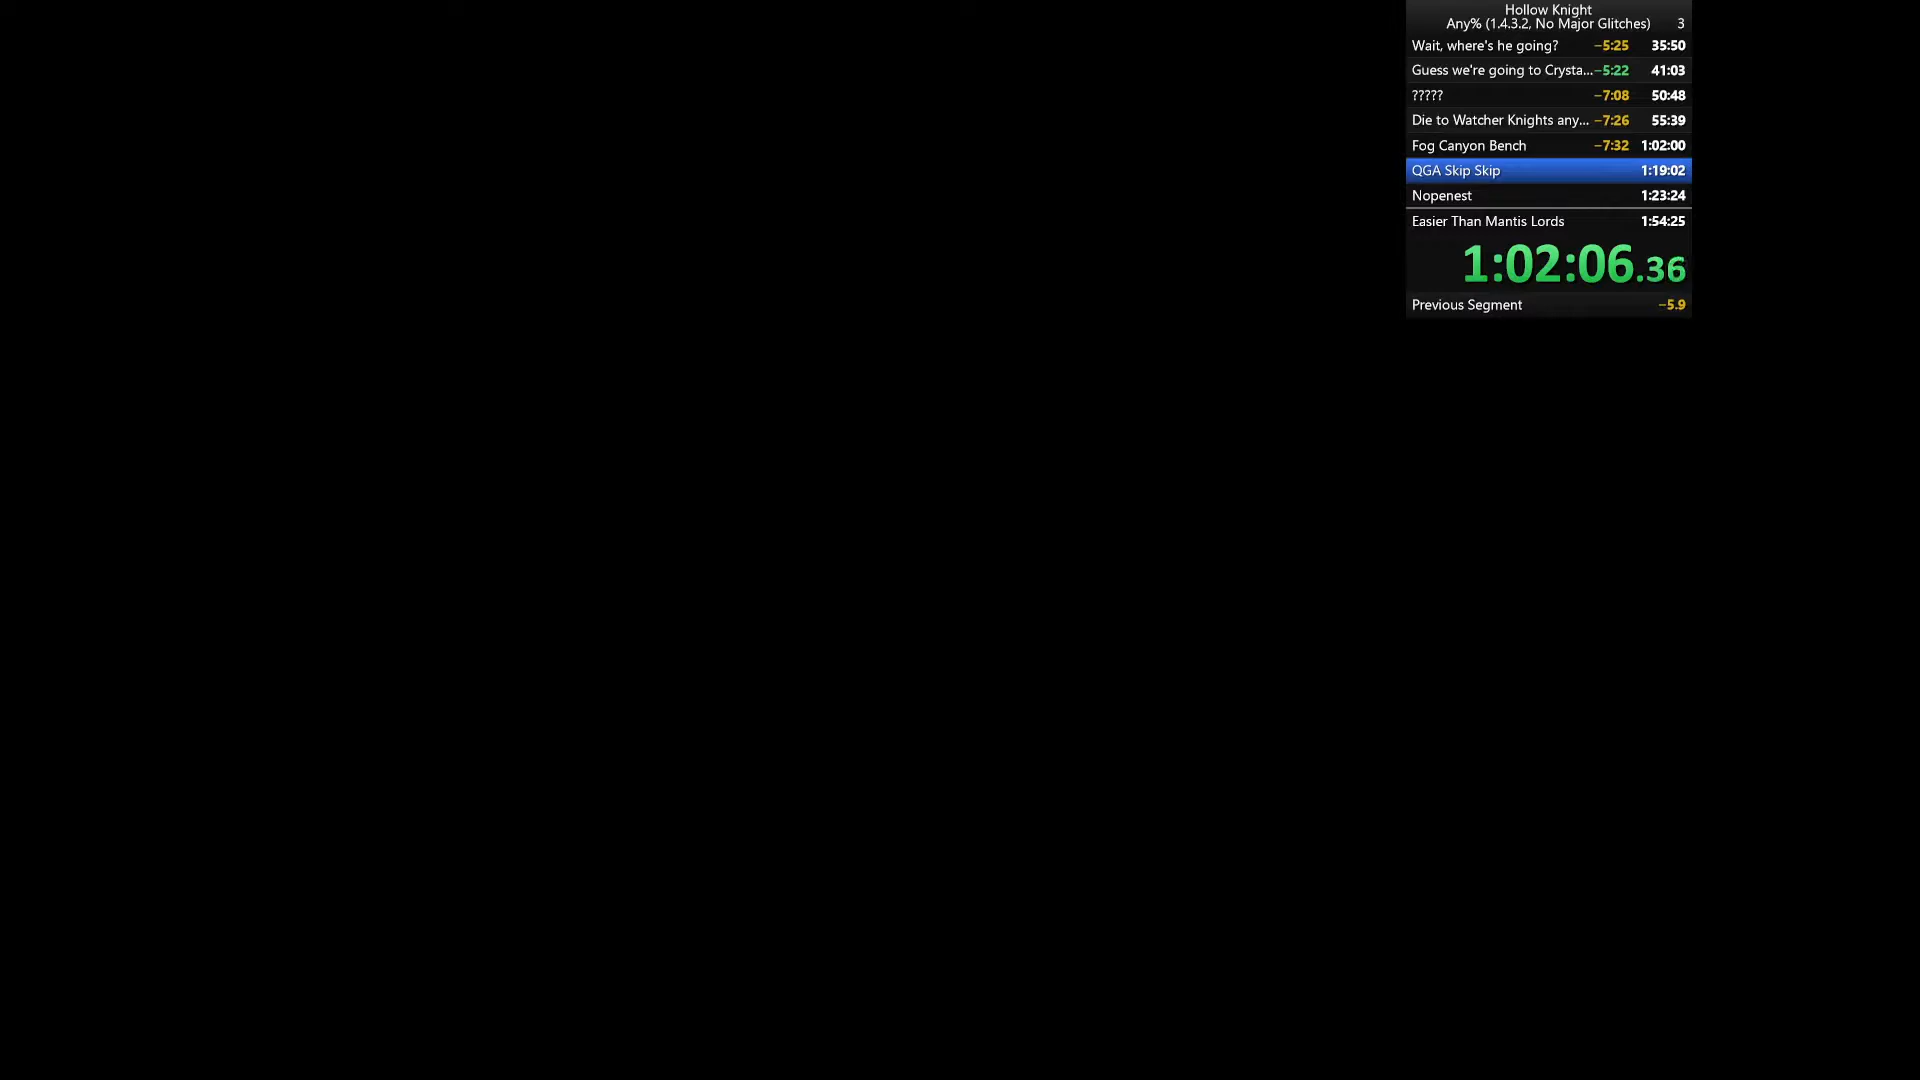 Hollow Knight
Any% (1.4.3.2, No Major Glitches) 3
Wait, where's he going? −5:25 35:50
Guess we're going to Crysta... −5:22 41:03
????? −7:08 50:48
Die to Watcher Knights any... −7:26 55:39
Fog Canyon Bench −7:32 1:02:00
QGA Skip Skip 1:19:02
Nopenest 1:23:24
Easier Than Mantis Lords 1:54:25
1:02:06.36
Previous Segment −5.9